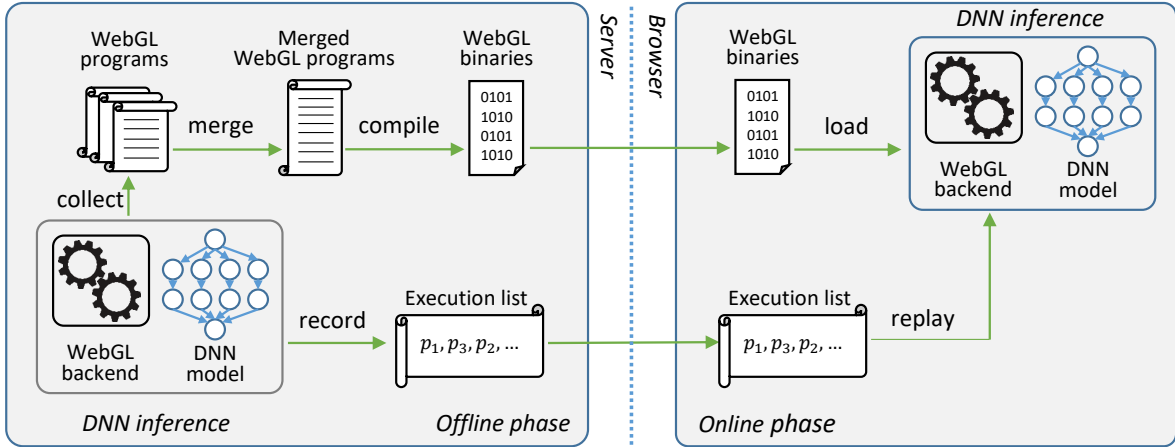 WebGL
programs
Merged
WebGL programs
WebGL
binaries
0101
1010
0101
1010
merge
compile
collect
WebGL
backend
DNN
model
record
Execution list
p₁, p₃, p₂, ...
DNN inference
Offline phase
Server
Browser
WebGL
binaries
0101
1010
0101
1010
load
DNN inference
WebGL
backend
DNN
model
Execution list
p₁, p₃, p₂, ...
replay
Online phase